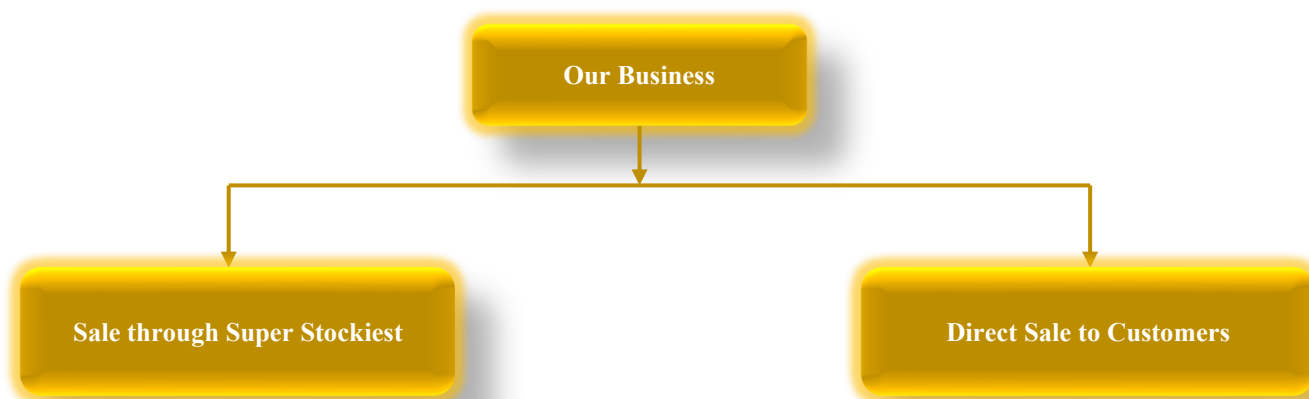 Our Business
Sale through Super Stockiest
Direct Sale to Customers